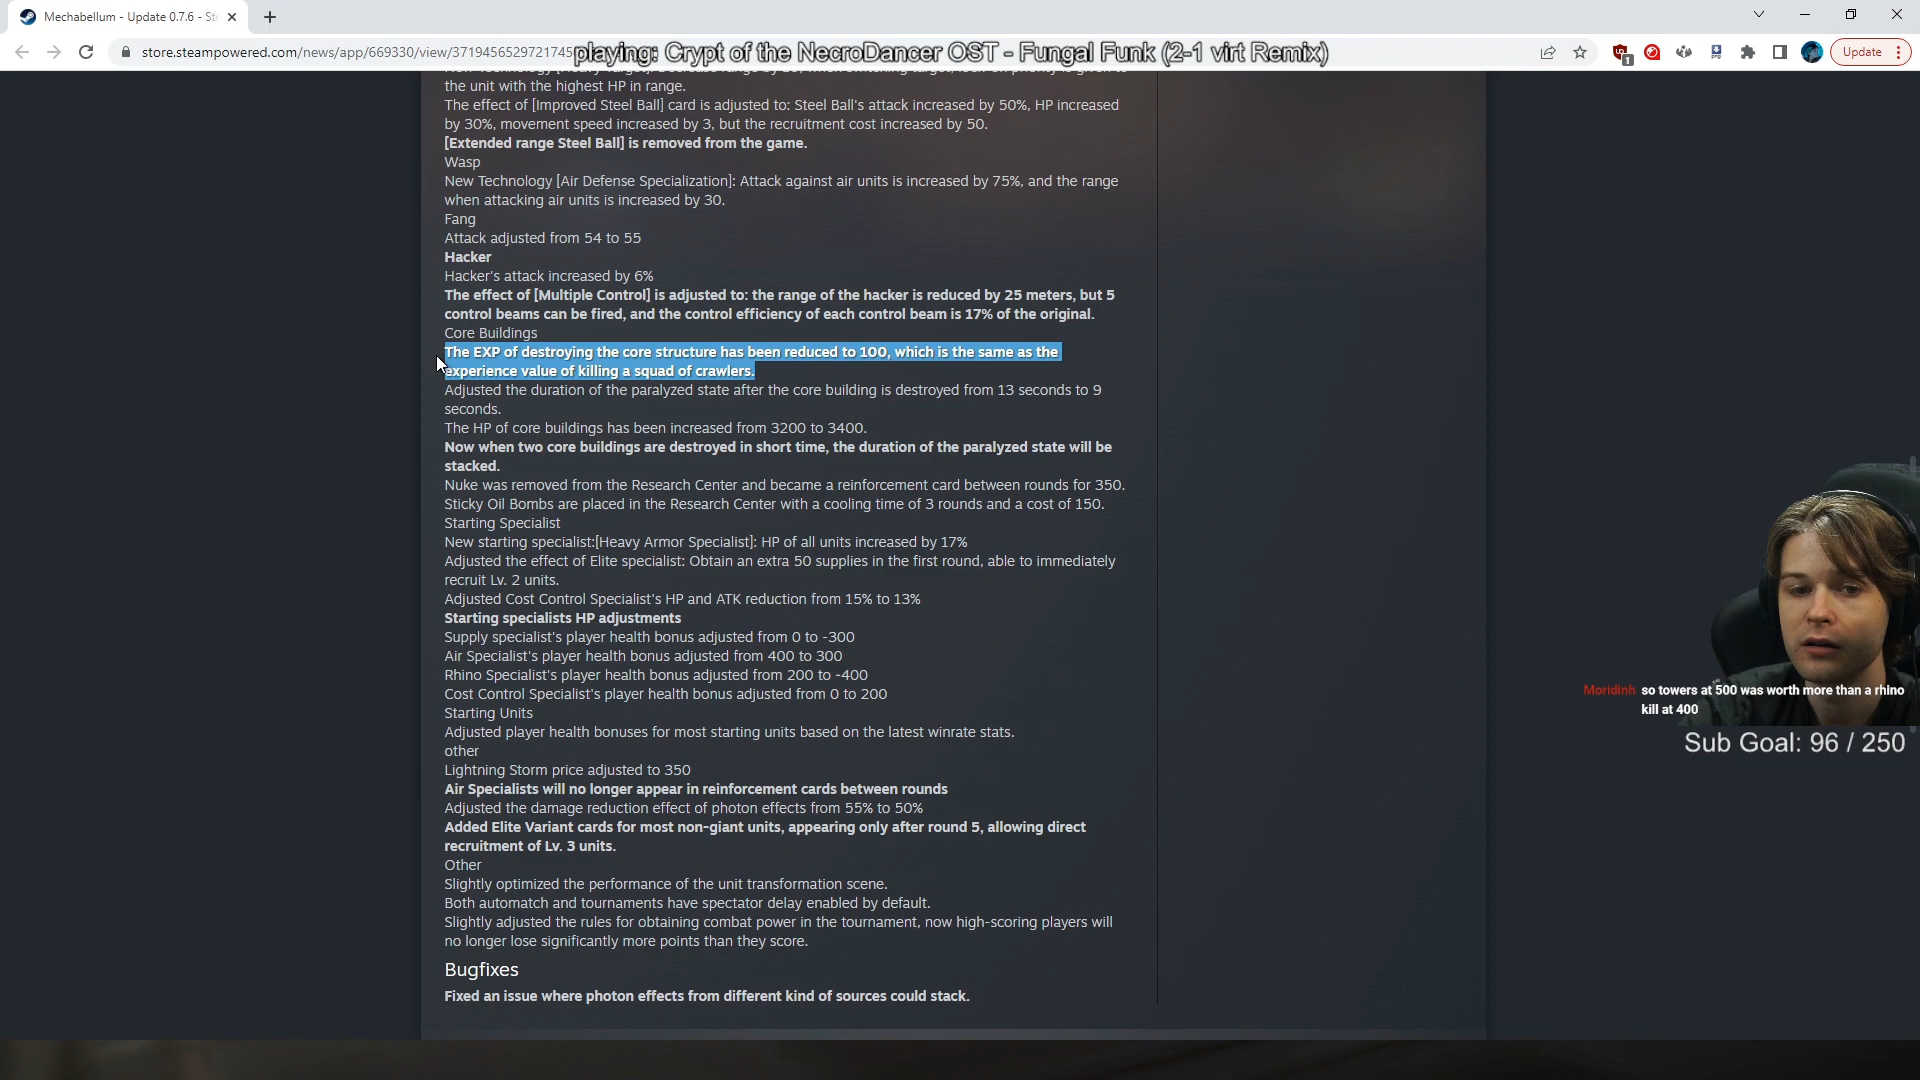 Mechabellum - Update 0.7.6 - St
store.steampowered.com/news/app/669330/view/371945652972174
playing: Crypt of the NecroDancer OST - Fungal Funk (2-1 virt Remix)
1
Update
the unit with the highest HP in range.
The effect of [Improved Steel Ball] card is adjusted to: Steel Ball's attack increased by 50%, HP increased
by 30%, movement speed increased by 3, but the recruitment cost increased by 50.
[Extended range Steel Ball] is removed from the game.
Wasp
New Technology [Air Defense Specialization]: Attack against air units is increased by 75%, and the range
when attacking air units is increased by 30.
Fang
Attack adjusted from 54 to 55
Hacker
Hacker's attack increased by 6%
The effect of [Multiple Control] is adjusted to: the range of the hacker is reduced by 25 meters, but 5
control beams can be fired, and the control efficiency of each control beam is 17% of the original.
Core Buildings
The EXP of destroying the core structure has been reduced to 100, which is the same as the
experience value of killing a squad of crawlers.
Adjusted the duration of the paralyzed state after the core building is destroyed from 13 seconds to 9
seconds.
The HP of core buildings has been increased from 3200 to 3400.
Now when two core buildings are destroyed in short time, the duration of the paralyzed state will be
stacked.
Nuke was removed from the Research Center and became a reinforcement card between rounds for 350.
Sticky Oil Bombs are placed in the Research Center with a cooling time of 3 rounds and a cost of 150.
Starting Specialist
New starting specialist:[Heavy Armor Specialist]: HP of all units increased by 17%
Adjusted the effect of Elite specialist: Obtain an extra 50 supplies in the first round, able to immediately
recruit Lv. 2 units.
Adjusted Cost Control Specialist's HP and ATK reduction from 15% to 13%
Starting specialists HP adjustments
Supply specialist's player health bonus adjusted from 0 to -300
Air Specialist's player health bonus adjusted from 400 to 300
Rhino Specialist's player health bonus adjusted from 200 to -400
Cost Control Specialist's player health bonus adjusted from 0 to 200
Starting Units
Adjusted player health bonuses for most starting units based on the latest winrate stats.
other
Lightning Storm price adjusted to 350
Air Specialists will no longer appear in reinforcement cards between rounds
Adjusted the damage reduction effect of photon effects from 55% to 50%
Added Elite Variant cards for most non-giant units, appearing only after round 5, allowing direct
recruitment of Lv. 3 units.
Other
Slightly optimized the performance of the unit transformation scene.
Both automatch and tournaments have spectator delay enabled by default.
Slightly adjusted the rules for obtaining combat power in the tournament, now high-scoring players will
no longer lose significantly more points than they score.
Bugfixes
Fixed an issue where photon effects from different kind of sources could stack.
Moridinh so towers at 500 was worth more than a rhino
kill at 400
Sub Goal: 96 / 250